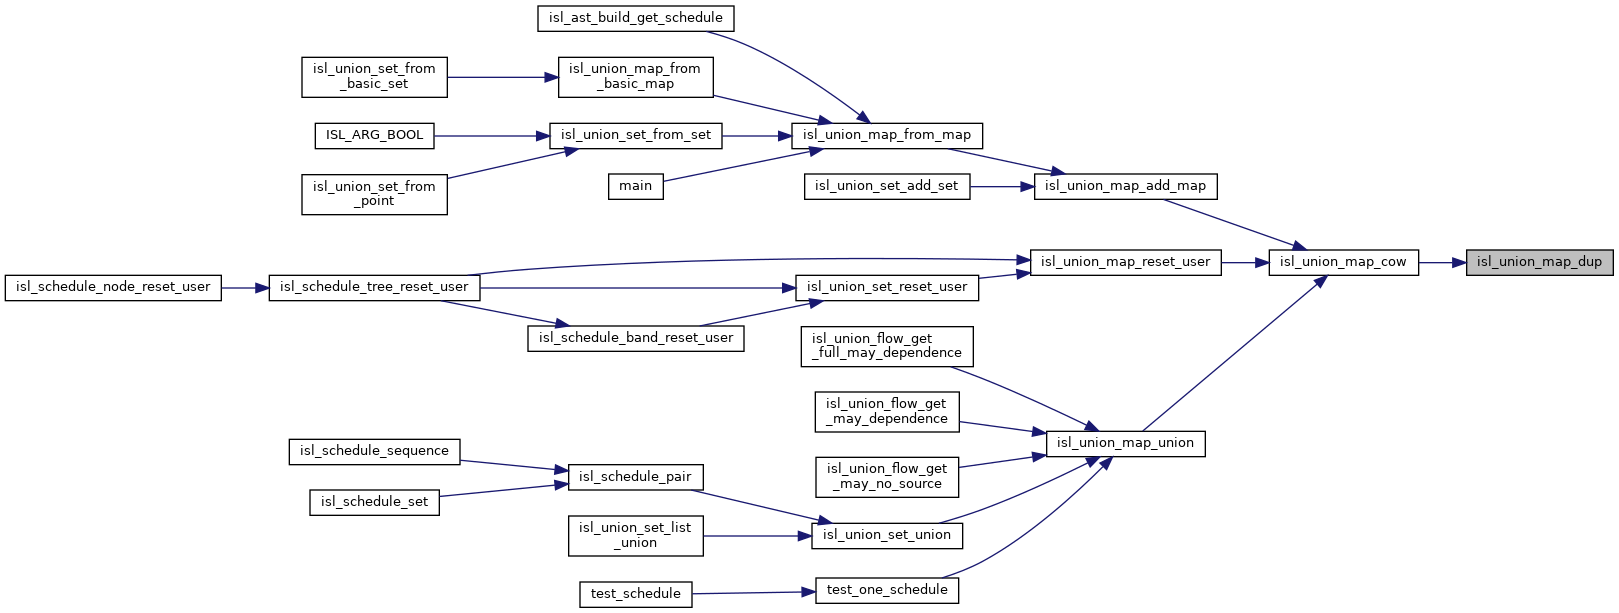 isl_ast_build_get_schedule
isl_union_set_from
_basic_set
isl_union_map_from
_basic_map
ISL_ARG_BOOL
isl_union_set_from_set
isl_union_map_from_map
isl_union_set_from
_point
main
isl_union_set_add_set
isl_union_map_add_map
isl_union_map_reset_user
isl_union_map_cow
isl_union_map_dup
isl_schedule_node_reset_user
isl_schedule_tree_reset_user
isl_union_set_reset_user
isl_schedule_band_reset_user
isl_union_flow_get
_full_may_dependence
isl_union_flow_get
_may_dependence
isl_union_map_union
isl_schedule_sequence
isl_union_flow_get
_may_no_source
isl_schedule_pair
isl_schedule_set
isl_union_set_list
_union
isl_union_set_union
test_schedule
test_one_schedule